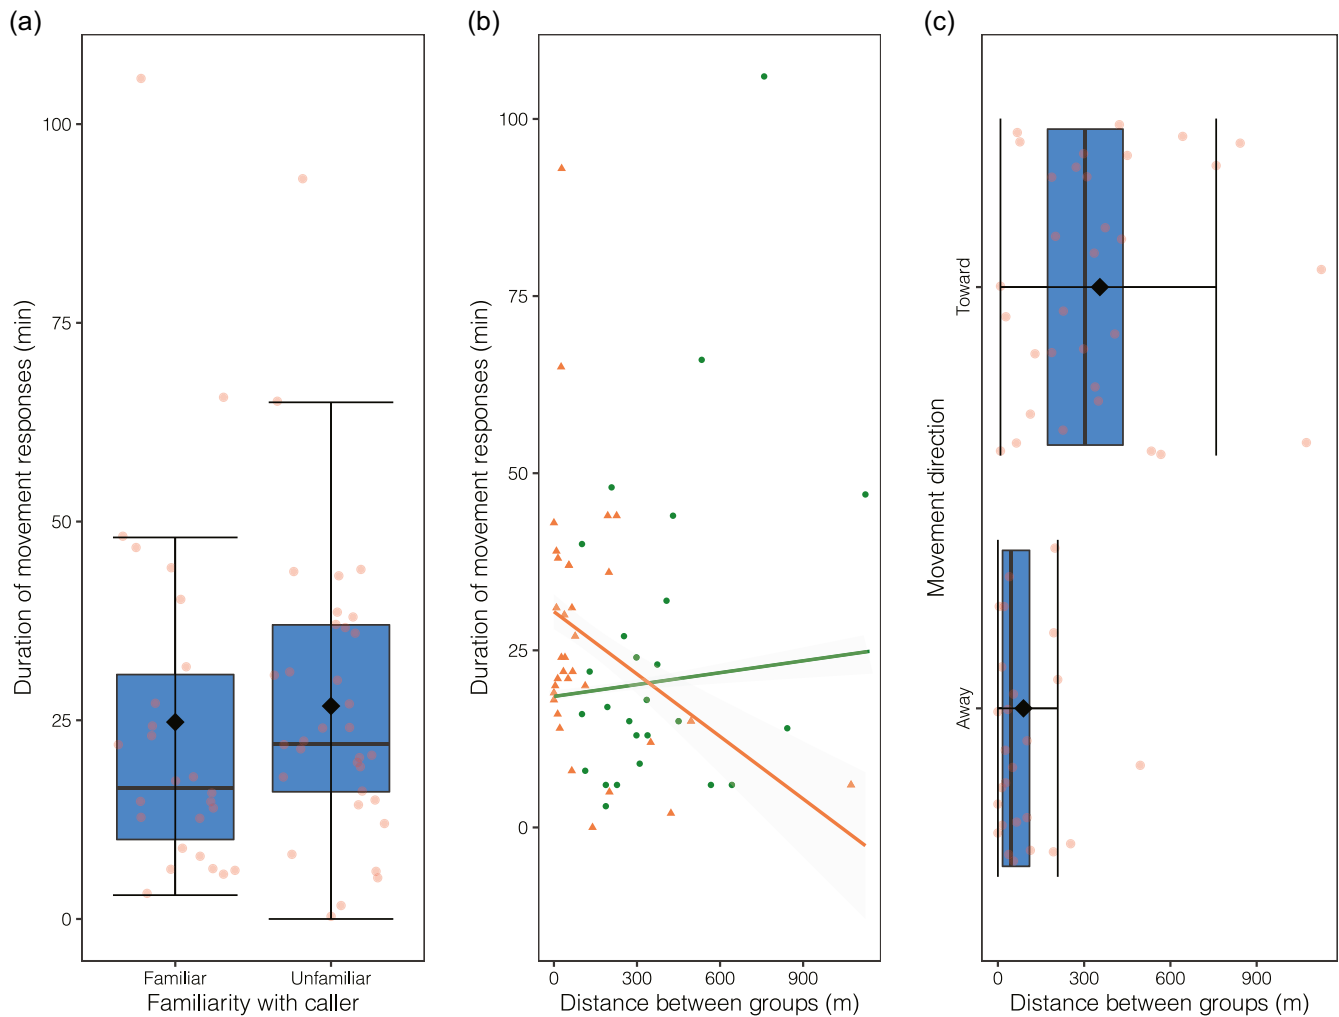 (a)
Duration of movement responses (min)
100
75
50
25
0
Familiar Unfamiliar
Familiarity with caller
(b)
Duration of movement responses (min)
100
75
50
25
0
0 300 600 900
Distance between groups (m)
(c)
Movement direction
Toward
Away
0 300 600 900
Distance between groups (m)